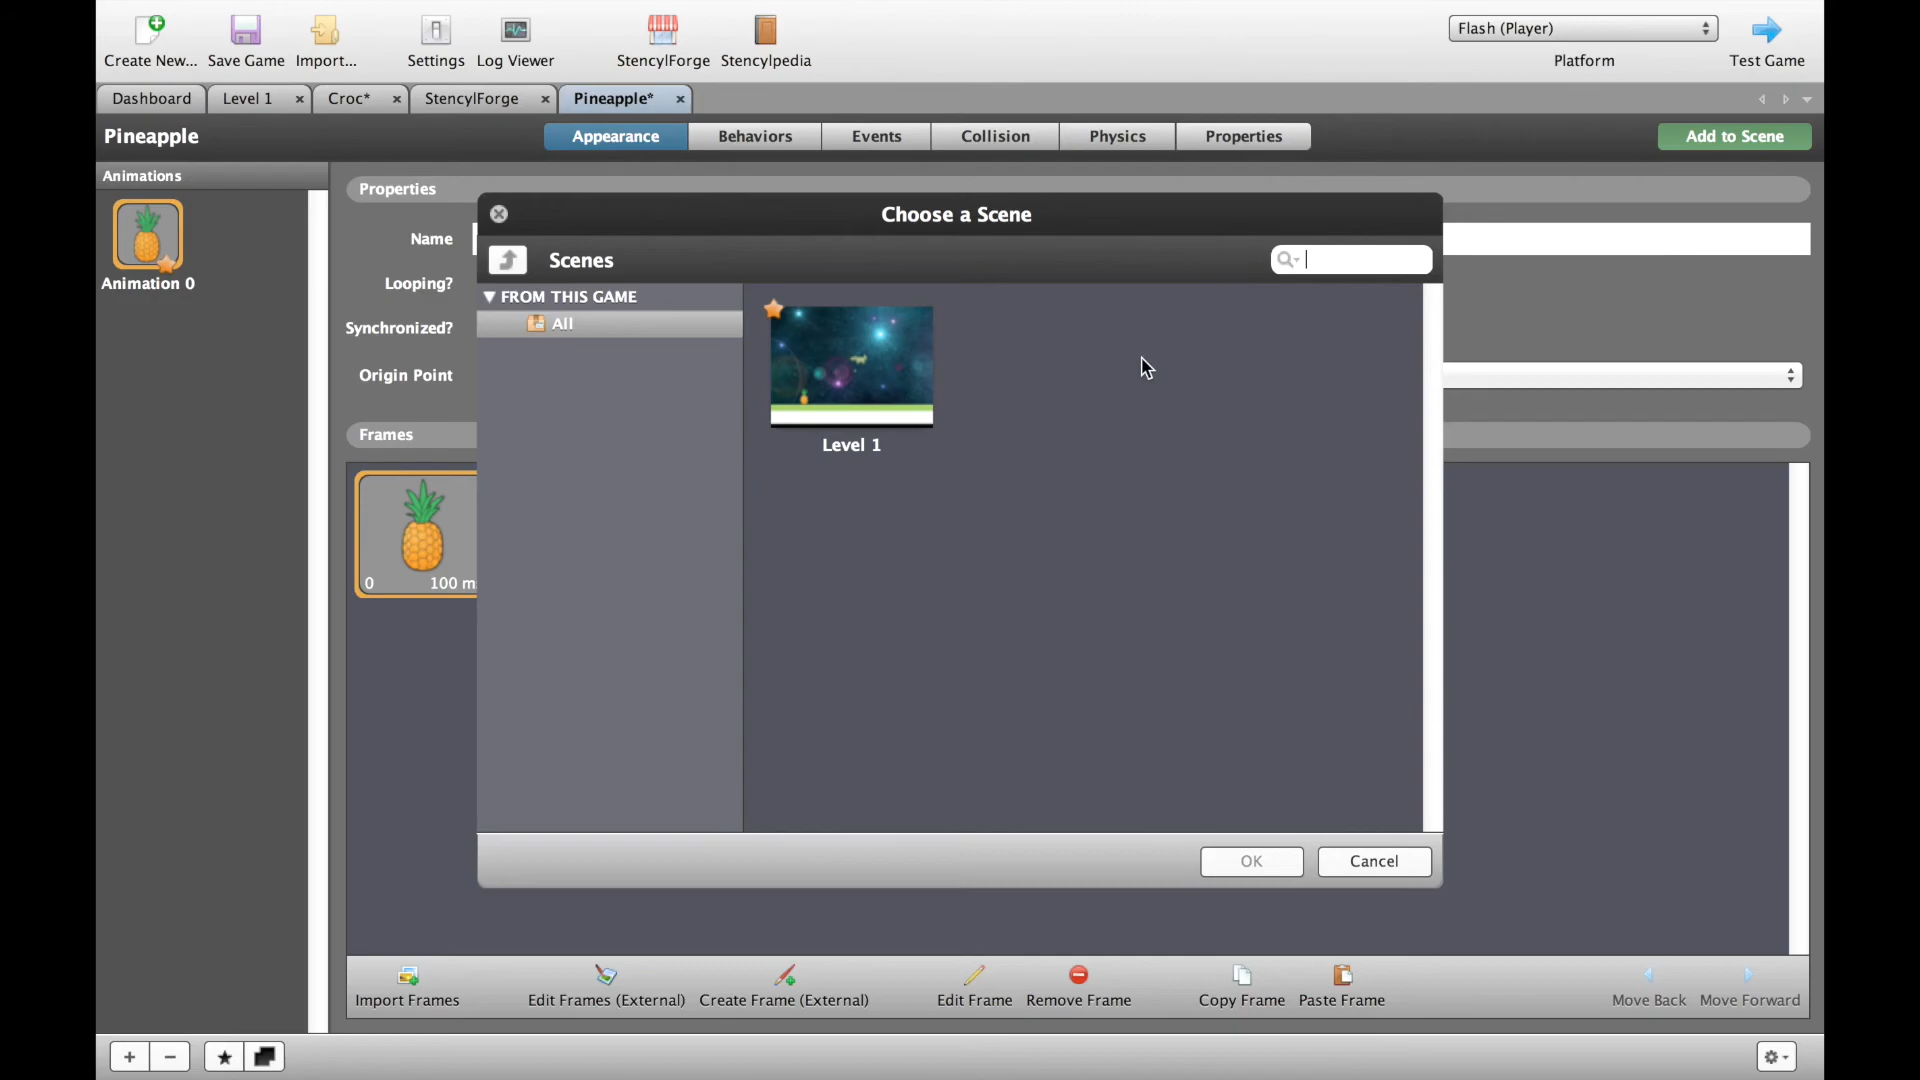 Create New... Save Game Import... Settings Log Viewer StencylForge Stencylpedia
Flash (Player)
Platform Test Game
Dashboard Level 1 × Croc* × StencylForge × Pineapple* ×
Pineapple Appearance Behaviors Events Collision Physics Properties Add to Scene
Animations
Animation 0
Properties
Name
Looping?
Synchronized?
Origin Point
Frames
0 100 m
Choose a Scene
Scenes
FROM THIS GAME
All
Level 1
OK Cancel
Import Frames Edit Frames (External) Create Frame (External) Edit Frame Remove Frame Copy Frame Paste Frame Move Back Move Forward